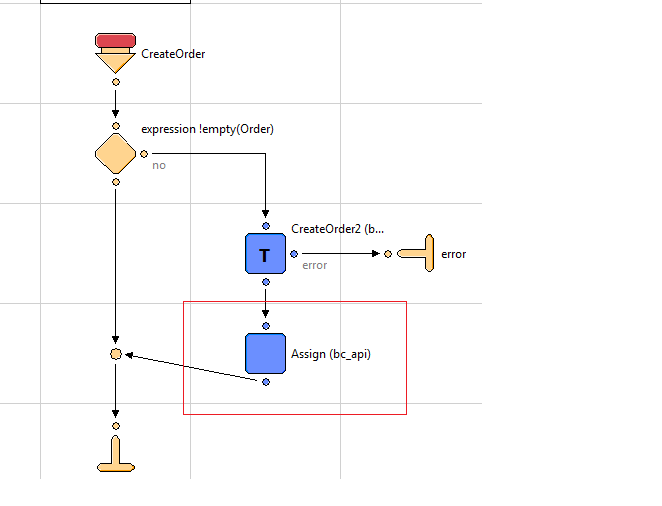 CreateOrder
expression !empty(Order)
no
CreateOrder2 (b...
T
error
error
Assign (bc_api)